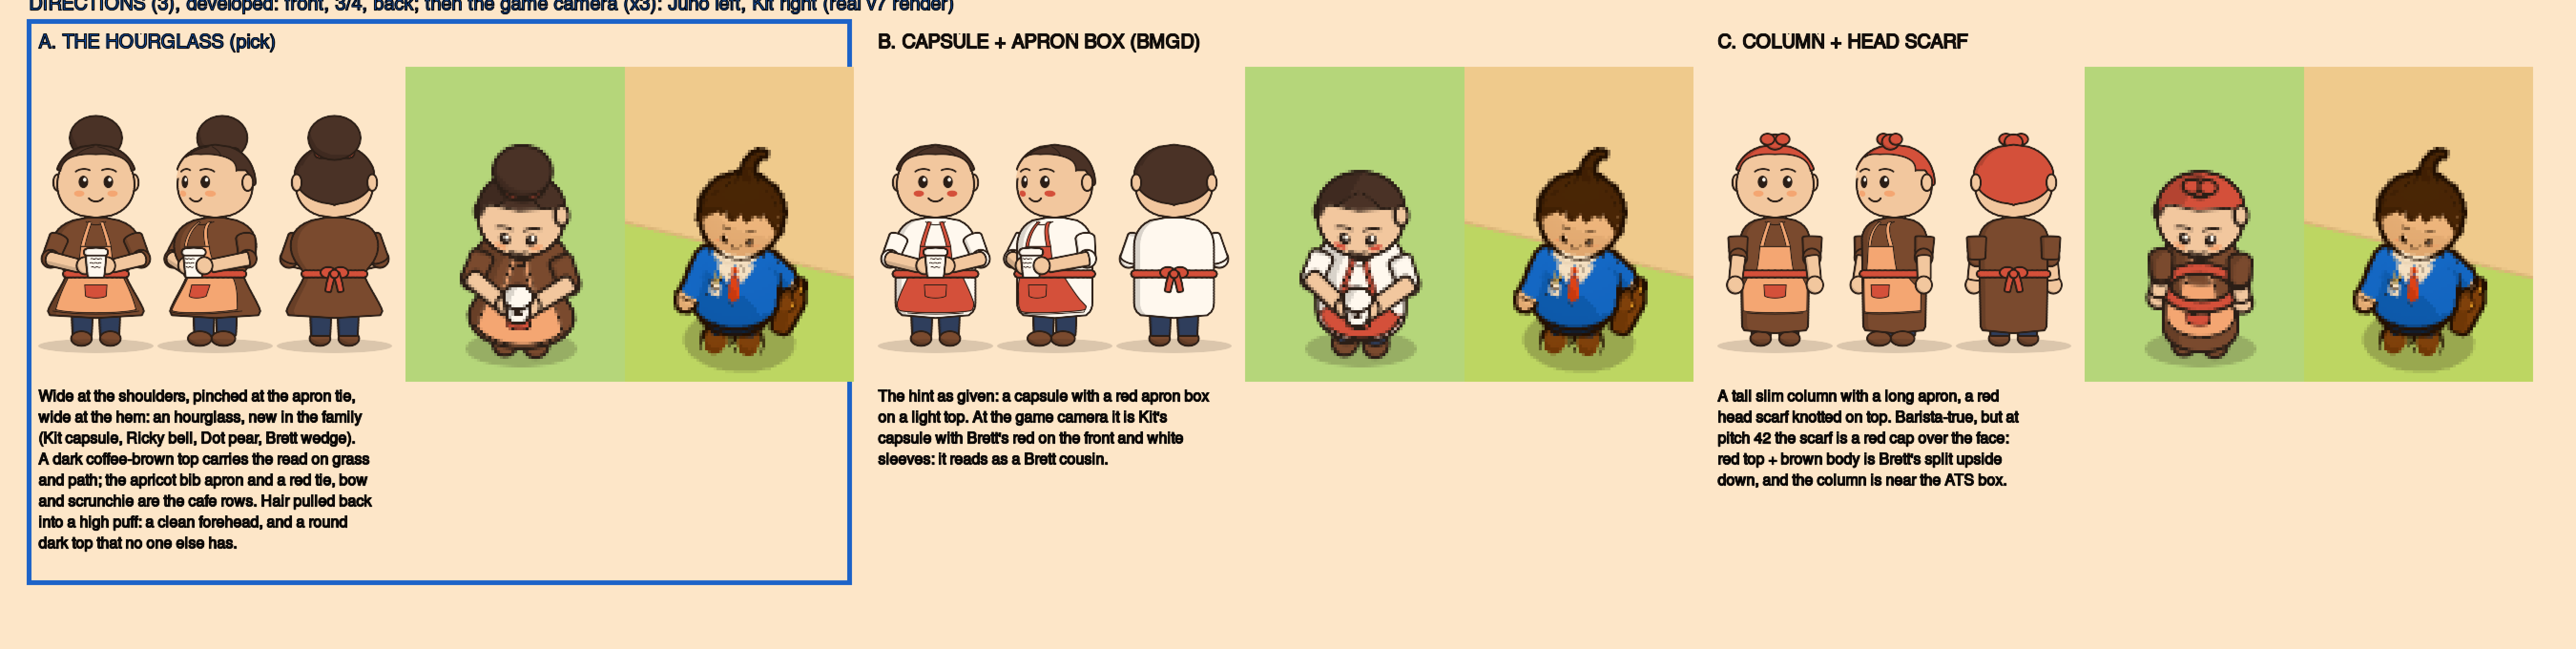 DIRECTIONS (3), developed: front, 3/4, back; then the game camera (x3): Juno left, Kit right (real v7 render)
A. THE HOURGLASS (pick)
Wide at the shoulders, pinched at the apron tie,
wide at the hem: an hourglass, new in the family
(Kit capsule, Ricky bell, Dot pear, Brett wedge).
A dark coffee-brown top carries the read on grass
and path; the apricot bib apron and a red tie, bow
and scrunchie are the cafe rows. Hair pulled back
into a high puff: a clean forehead, and a round
dark top that no one else has.
B. CAPSULE + APRON BOX (BMGD)
The hint as given: a capsule with a red apron box
on a light top. At the game camera it is Kit's
capsule with Brett's red on the front and white
sleeves: it reads as a Brett cousin.
C. COLUMN + HEAD SCARF
A tall slim column with a long apron, a red
head scarf knotted on top. Barista-true, but at
pitch 42 the scarf is a red cap over the face:
red top + brown body is Brett's split upside
down, and the column is near the ATS box.